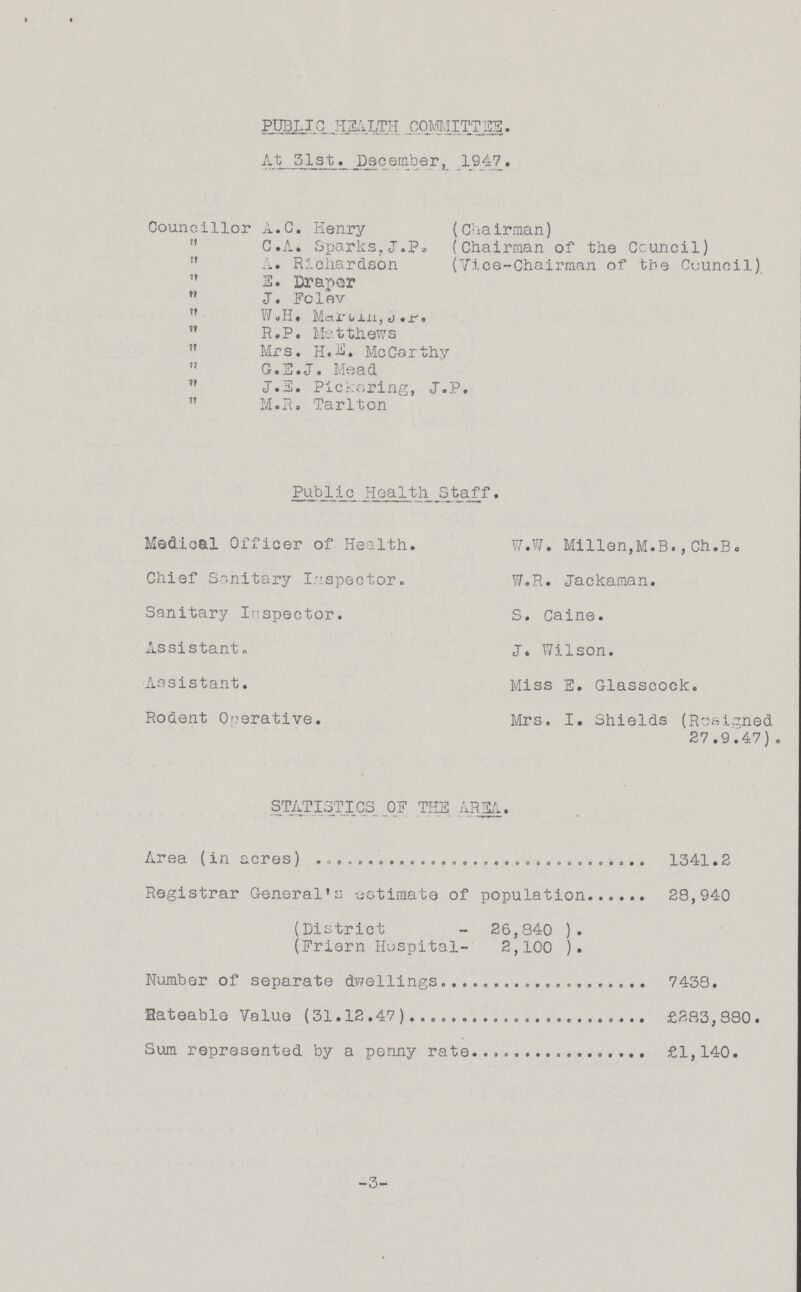 PUBLIC HEALTH COMMITTEE.
At 31st. December, 1947.
Councillor A.C. Henry (Chairman)
" C.A. Sparks, J.P. (Chairman of the Council)
" A. Richardson (Vice-Chairman of the Council)
" E. Draper
" J. Foley
" W.H. Martin, J.P.
" R.P. Matthews
" Mrs. H.E. McCarthy
" G.E.J. Mead
" J.E. Pickering, J.P.
" M.R. Tarlton
Public Health Staff.
Medical Officer of Health. W.W. Millen, M.B., Ch.B.
Chief Sanitary Inspector. W.R. Jackaman.
Sanitary Inspector. S. Caine.
Assistant. J. Wilson.
Assistant. Miss E. Glasscock.
Rodent Operative. Mrs. I. Shields (Resigned
27.9.47).
STATISTICS OF THE AREA.
Area (in acres) ................................ 1341.2
Registrar General's estimate of population...... 28,940
(District - 26,840 ).
(Friern Hospital- 2,100 ).
Number of separate dwellings.................... 7438.
Rateable Value (31.12.47)....................... £283,880.
Sum represented by a penny rate................. £1,140.
-3-